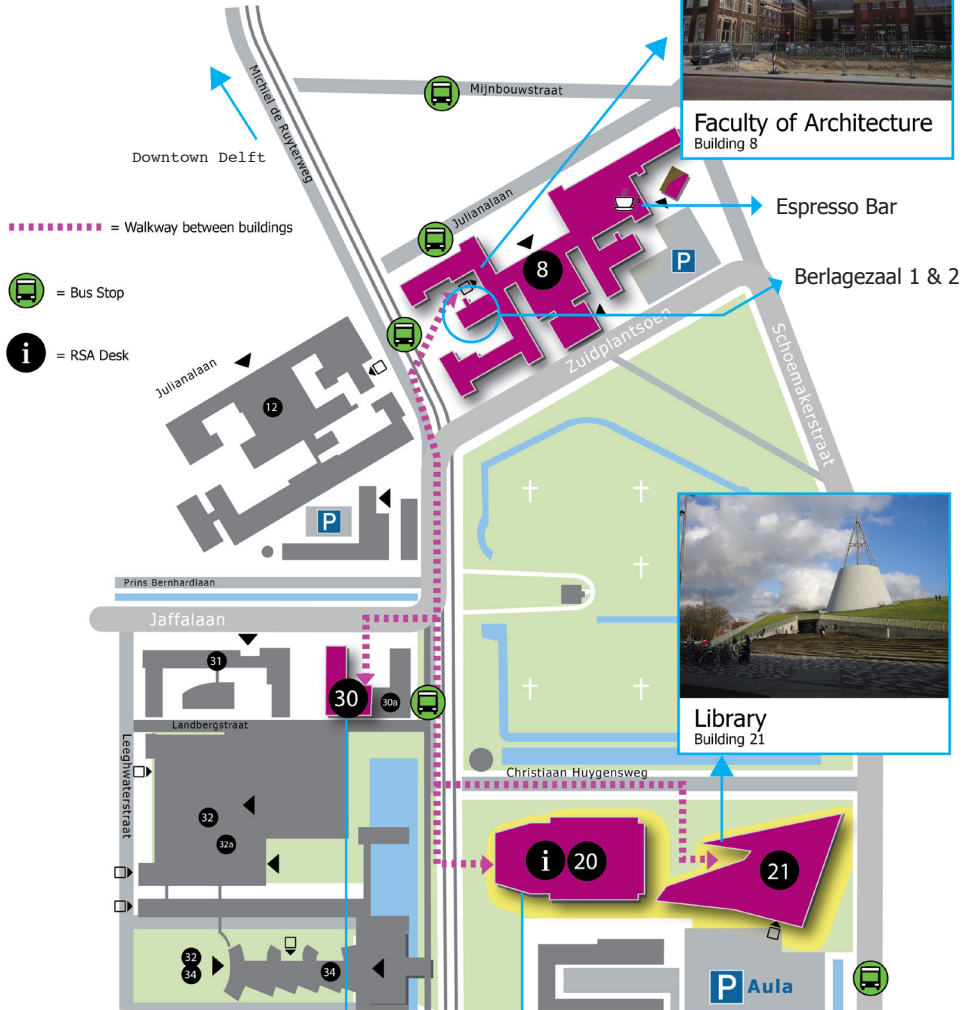 Faculty of Architecture
Building 8
Mijnbouwstraat
Michiel de Ruyterweg
Downtown Delft
Julianalaan
Espresso Bar
= Walkway between buildings
8
P
Berlagezaal 1 & 2
= Bus Stop
Zuidplantsoen
Schoemakerstraat
i = RSA Desk
Julianalaan
12
P
Prins Bernhardlaan
Jaffalaan
31
30
30a
Landbergstraat
Library
Building 21
Leeghwaterstraat
Christiaan Huygensweg
32
32a
i 20
21
32
34
34
P Aula